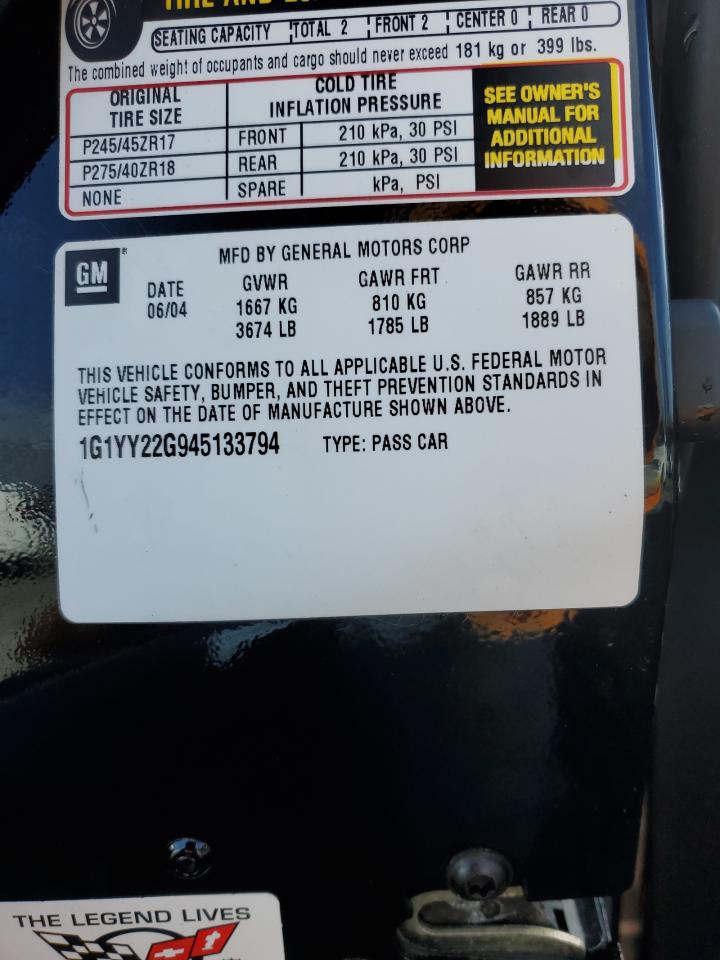 TIRE AND
SEATING CAPACITY | TOTAL 2 | FRONT 2 | CENTER 0 | REAR 0
The combined weight of occupants and cargo should never exceed 181 kg or 399 lbs.
ORIGINAL TIRE SIZE
COLD TIRE INFLATION PRESSURE
P245/45ZR17 FRONT 210 kPa, 30 PSI
P275/40ZR18 REAR 210 kPa, 30 PSI
NONE SPARE kPa, PSI
SEE OWNER'S
MANUAL FOR
ADDITIONAL
INFORMATION
GM
MFD BY GENERAL MOTORS CORP
DATE GVWR GAWR FRT GAWR RR
06/04 1667 KG 810 KG 857 KG
3674 LB 1785 LB 1889 LB
THIS VEHICLE CONFORMS TO ALL APPLICABLE U.S. FEDERAL MOTOR
VEHICLE SAFETY, BUMPER, AND THEFT PREVENTION STANDARDS IN
EFFECT ON THE DATE OF MANUFACTURE SHOWN ABOVE.
1G1YY22G945133794 TYPE: PASS CAR
THE LEGEND LIVES